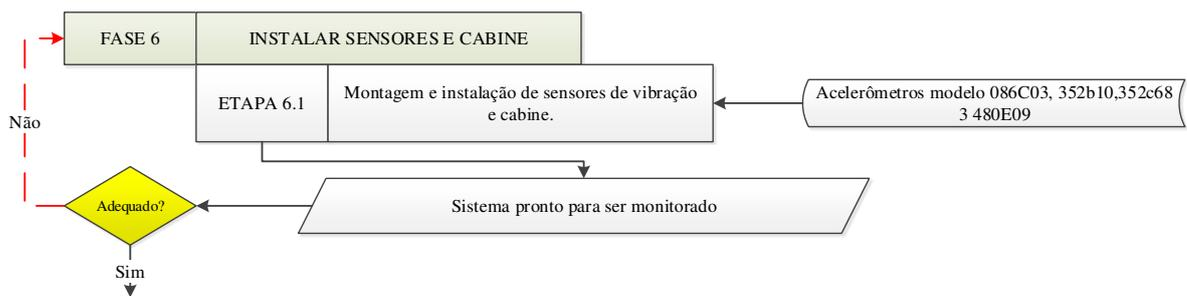 FASE 6
INSTALAR SENSORES E CABINE
ETAPA 6.1
Montagem e instalação de sensores de vibração
e cabine.
Acelerômetros modelo 086C03, 352b10,352c68
3 480E09
Não
Adequado?
Sistema pronto para ser monitorado
Sim